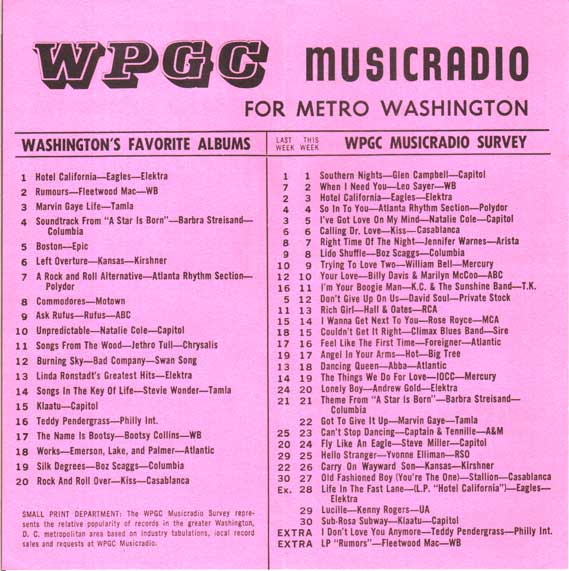 WPGC MUSICRADIO
FOR METRO WASHINGTON
WASHINGTON'S FAVORITE ALBUMS
1 Hotel California—Eagles—Elektra
2 Rumours—Fleetwood Mac—WB
3 Marvin Gaye Life—Tamla
4 Soundtrack From "A Star Is Born"—Barbra Streisand—
Columbia
5 Boston—Epic
6 Left Overture—Kansas—Kirshner
7 A Rock and Roll Alternative—Atlanta Rhythm Section—
Polydor
8 Commodores—Motown
9 Ask Rufus—Rufus—ABC
10 Unpredictable—Natalie Cole—Capitol
11 Songs From The Wood—Jethro Tull—Chrysalis
12 Burning Sky—Bad Company—Swan Song
13 Linda Ronstadt's Greatest Hits—Elektra
14 Songs In The Key Of Life—Stevie Wonder—Tamla
15 Klaatu—Capitol
16 Teddy Pendergrass—Philly Int.
17 The Name Is Bootsy—Bootsy Collins—WB
18 Works—Emerson, Lake, and Palmer—Atlantic
19 Silk Degrees—Boz Scaggs—Columbia
20 Rock And Roll Over—Kiss—Casablanca
SMALL PRINT DEPARTMENT: The WPGC Musicradio Survey repre-
sents the relative popularity of records in the greater Washington,
D. C. metropolitan area based on industry tabulations, local record
sales and requests at WPGC Musicradio.
LAST WEEK THIS WEEK WPGC MUSICRADIO SURVEY
1 1 Southern Nights—Glen Campbell—Capitol
7 2 When I Need You—Leo Sayer—WB
2 3 Hotel California—Eagles—Elektra
4 4 So In To You—Atlanta Rhythm Section—Polydor
3 5 I've Got Love On My Mind—Natalie Cole—Capitol
6 6 Calling Dr. Love—Kiss—Casablanca
8 7 Right Time Of The Night—Jennifer Warnes—Arista
9 8 Lido Shuffle—Boz Scaggs—Columbia
10 9 Trying To Love Two—William Bell—Mercury
12 10 Your Love—Billy Davis & Marilyn McCoo—ABC
16 11 I'm Your Boogie Man—K.C. & The Sunshine Band—T.K.
5 12 Don't Give Up On Us—David Soul—Private Stock
11 13 Rich Girl—Hall & Oates—RCA
15 14 I Wanna Get Next To You—Rose Royce—MCA
18 15 Couldn't Get It Right—Climax Blues Band—Sire
17 16 Feel Like The First Time—Foreigner—Atlantic
19 17 Angel In Your Arms—Hot—Big Tree
13 18 Dancing Queen—Abba—Atlantic
14 19 The Things We Do For Love—IOCC—Mercury
24 20 Lonely Boy—Andrew Gold—Elektra
21 21 Theme From "A Star Is Born"—Barbra Streisand—
Columbia
22 Got To Give It Up—Marvin Gaye—Tamla
25 23 Can't Stop Dancing—Captain & Tennille—A&M
20 24 Fly Like An Eagle—Steve Miller—Capitol
29 25 Hello Stranger—Yvonne Elliman—RSO
22 26 Carry On Wayward Son—Kansas—Kirshner
30 27 Old Fashioned Boy (You're The One)—Stallion—Casablanca
Ex. 28 Life In The Fast Lane—(L.P. "Hotel California")—Eagles—
Elektra
29 Lucille—Kenny Rogers—UA
30 Sub-Rosa Subway—Klaatu—Capitol
EXTRA I Don't Love You Anymore—Teddy Pendergrass—Philly Int.
EXTRA LP "Rumors"—Fleetwood Mac—WB